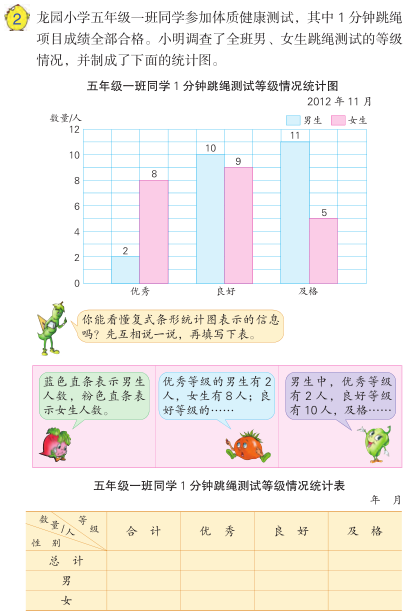 2 龙园小学五年级一班同学参加体质健康测试，其中 1 分钟跳绳
项目成绩全部合格。小明调查了全班男、女生跳绳测试的等级
情况，并制成了下面的统计图。
五年级一班同学 1 分钟跳绳测试等级情况统计图
2012 年 11 月
数量/人
男生 女生
12
10
8
6
4
2
0
2
8
10
9
11
5
优秀 良好 及格
你能看懂复式条形统计图表示的信息
吗？先互相说一说，再填写下表。
蓝色直条表示男生
人数，粉色直条表
示女生人数。
优秀等级的男生有 2
人，女生有 8 人；良
好等级的……
男生中，优秀等级
有 2 人，良好等级
有 10 人，及格……
五年级一班同学 1 分钟跳绳测试等级情况统计表
年 月
数量/人 等级 性别 合计 优秀 良好 及格
总计
男
女